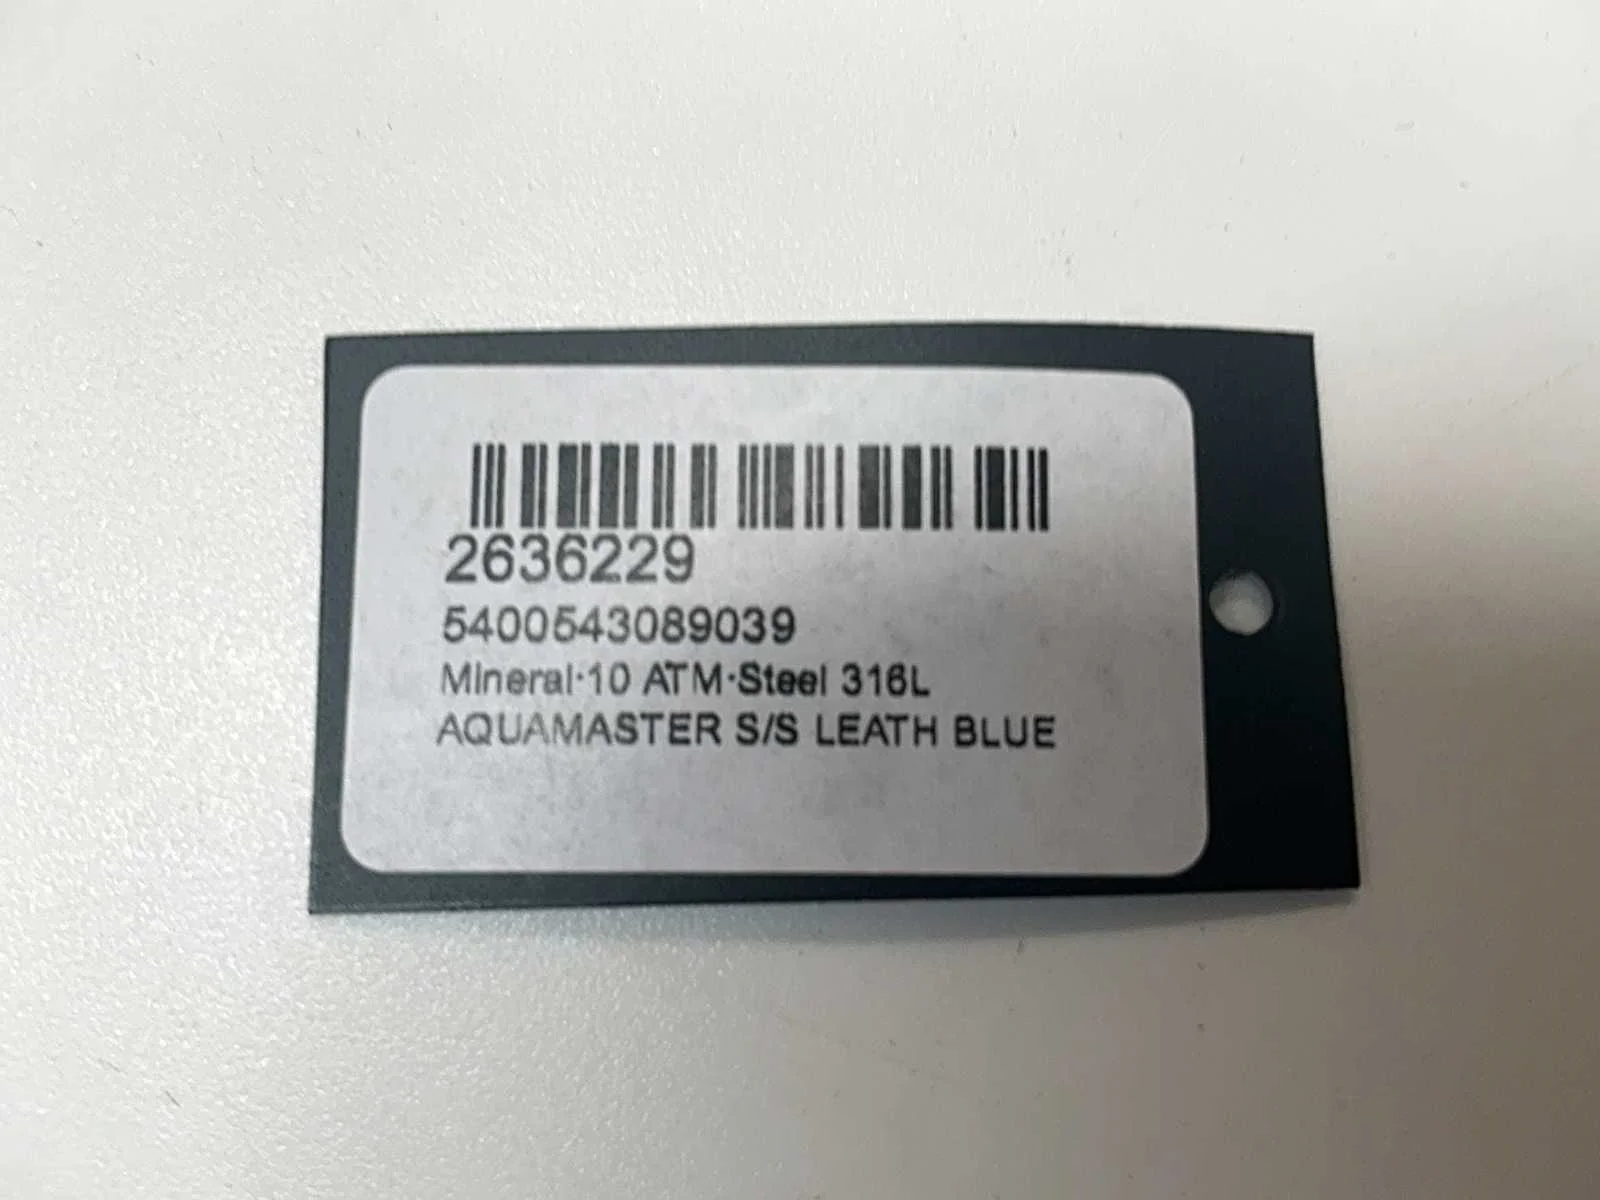 2636229
5400543089039
Mineral·10 ATM·Steel 316L
AQUAMASTER S/S LEATH BLUE